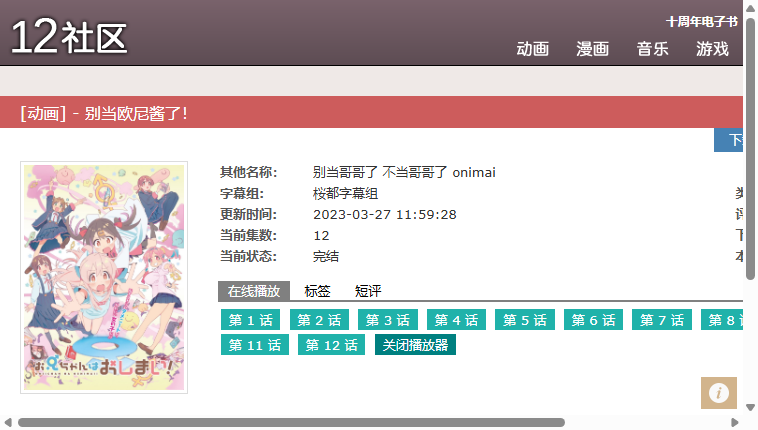 十周年电子书
12社区
动画 漫画 音乐 游戏
[动画] - 别当欧尼酱了!
其他名称: 别当哥哥了 不当哥哥了 onimai
字幕组: 桜都字幕组
更新时间: 2023-03-27 11:59:28
当前集数: 12
当前状态: 完结
在线播放 标签 短评
第 1 话 第 2 话 第 3 话 第 4 话 第 5 话 第 6 话 第 7 话 第 8
第 11 话 第 12 话 关闭播放器
お兄ちゃんはおしまい!
i